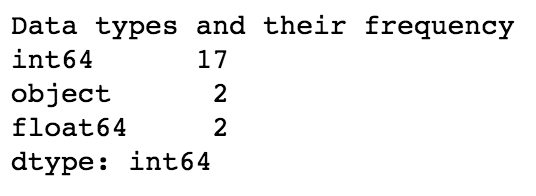 Data types and their frequency
int64      17
object      2
float64     2
dtype: int64